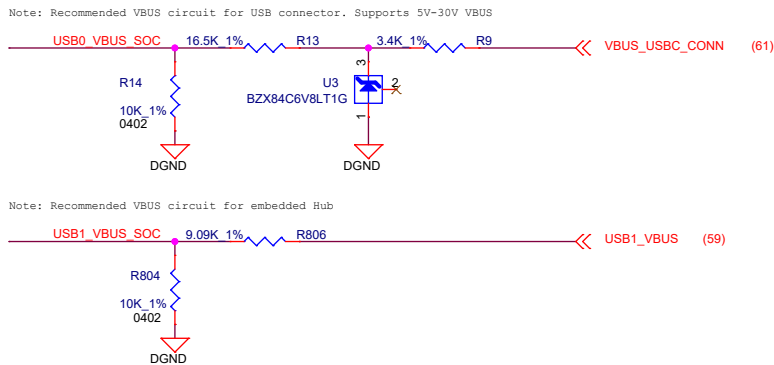 Note: Recommended VBUS circuit for USB connector. Supports 5V-30V VBUS
USB0_VBUS_SOC 16.5K_1% R13 3.4K_1% R9 VBUS_USBC_CONN (61)
3
R14 U3 2
BZX84C6V8LT1G
10K_1%
0402 1
DGND DGND
Note: Recommended VBUS circuit for embedded Hub
USB1_VBUS_SOC 9.09K_1% R806 USB1_VBUS (59)
R804
10K_1%
0402
DGND